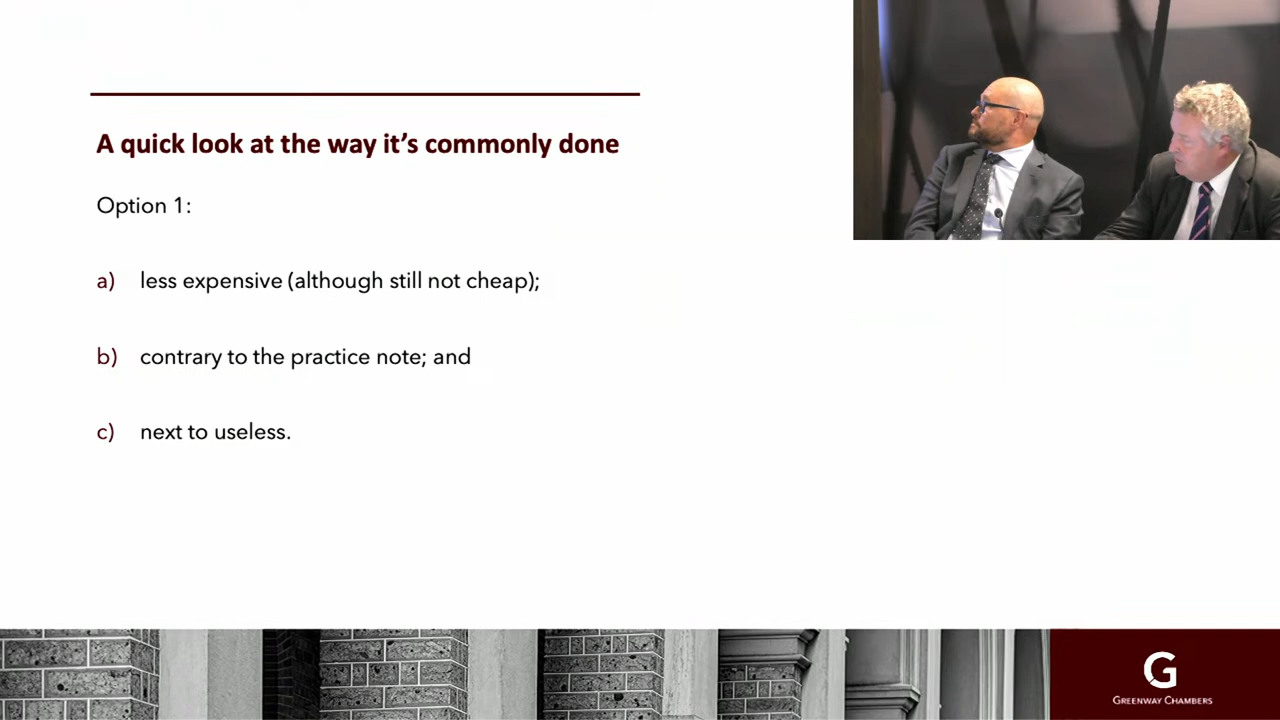 A quick look at the way it’s commonly done
Option 1:
a) less expensive (although still not cheap);
b) contrary to the practice note; and
c) next to useless.
G
GREENWAY CHAMBERS